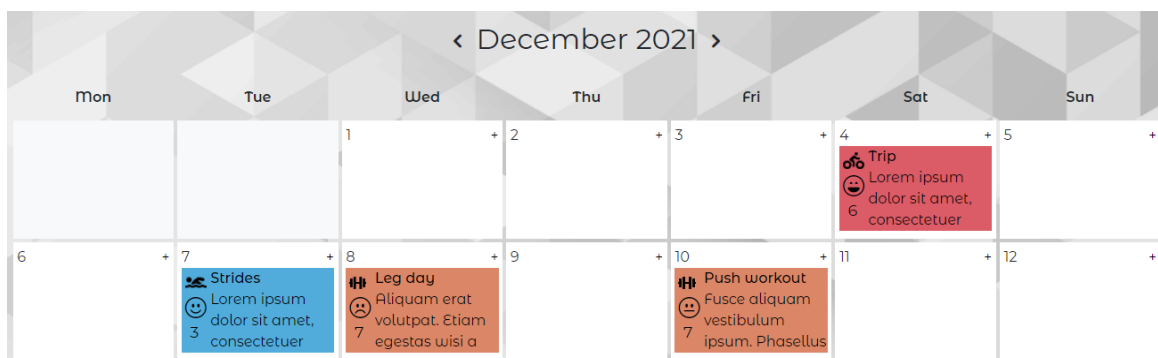 ‹ December 2021 ›
Mon Tue Wed Thu Fri Sat Sun
1 + 2 + 3 + 4 + 5 +
Trip
Lorem ipsum
dolor sit amet,
6 consectetuer
6 + 7 + 8 + 9 + 10 + 11 + 12 +
Strides
Lorem ipsum
dolor sit amet,
3 consectetuer
Leg day
Aliquam erat
volutpat. Etiam
7 egestas wisi a
Push workout
Fusce aliquam
vestibulum
7 ipsum. Phasellus